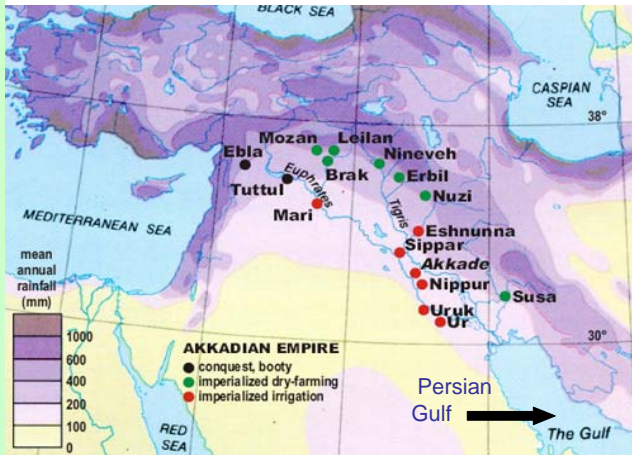 BLACK SEA
CASPIAN
SEA
38°
Mozan
Leilan
Ebla
Nineveh
Brak
Erbil
Tuttul
Euphrates
Nuzi
Mari
Tigris
MEDITERRANEAN SEA
Eshnunna
Sippar
Akkade
Nippur
Susa
Uruk
Ur
30°
mean
annual
rainfall
(mm)
1000
600
400
200
100
0
AKKADIAN EMPIRE
conquest, booty
imperialized dry-farming
imperialized irrigation
RED
SEA
Persian
Gulf
The Gulf